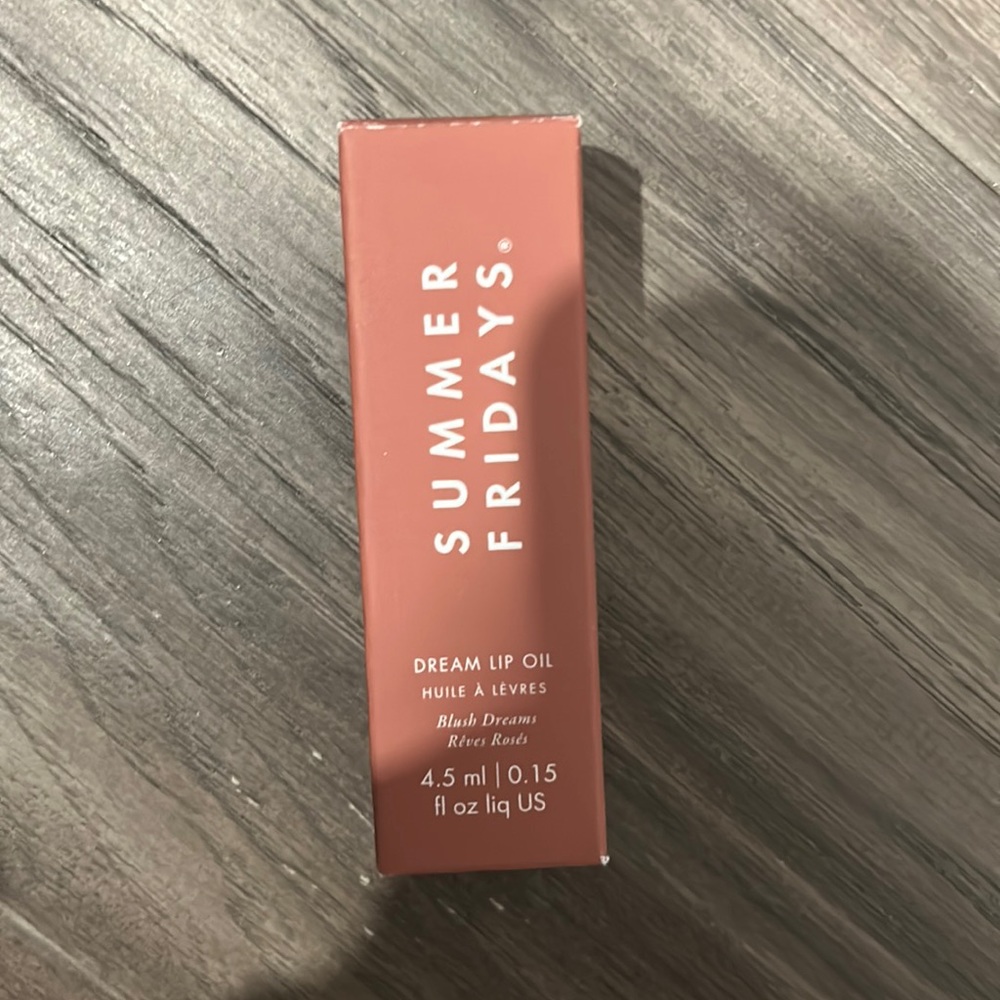 SUMMER
FRIDAYS®
DREAM LIP OIL
HUILE À LÈVRES
Blush Dreams
Rêves Rosés
4.5 ml | 0.15
fl oz liq US